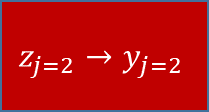 z_{j=2} → y_{j=2}